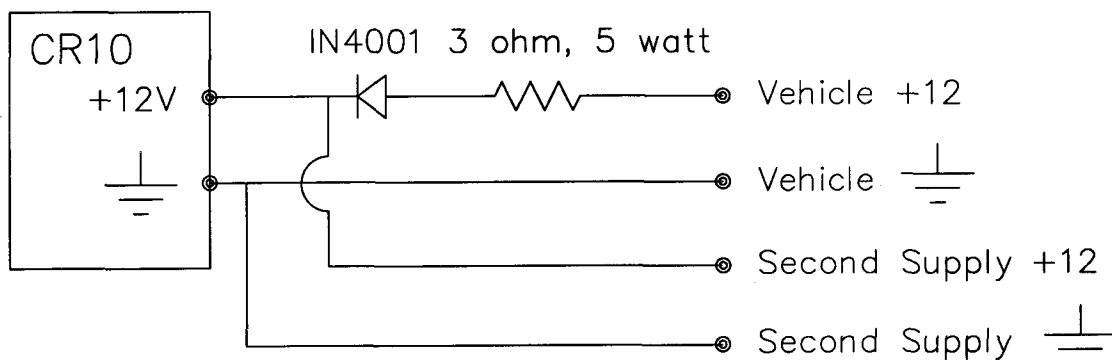 CR10
IN4001 3 ohm, 5 watt
+12V
Vehicle +12
Vehicle
Second Supply +12
Second Supply